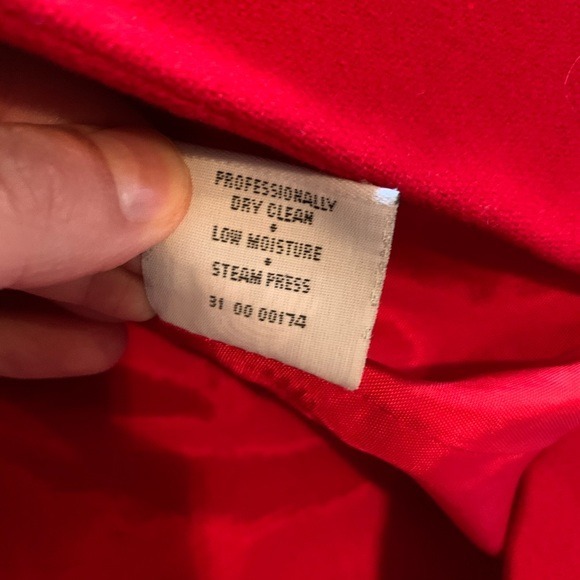 PROFESSIONALLY
DRY CLEAN
LOW MOISTURE
STEAM PRESS
31 00 00174